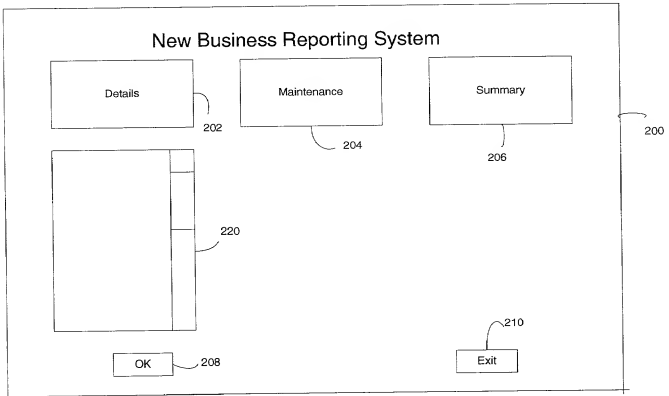 New Business Reporting System
Details
Maintenance
Summary
202
204
206
200
220
210
OK
208
Exit